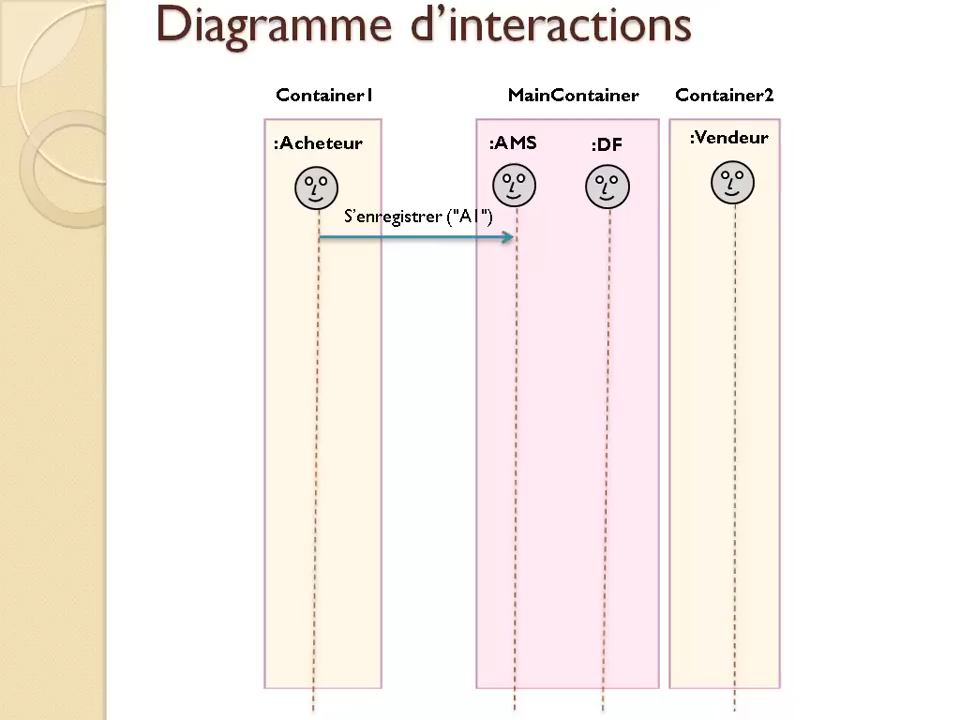 Diagramme d’interactions
Container1 MainContainer Container2
:Acheteur :AMS :DF :Vendeur
S’enregistrer ("A1")